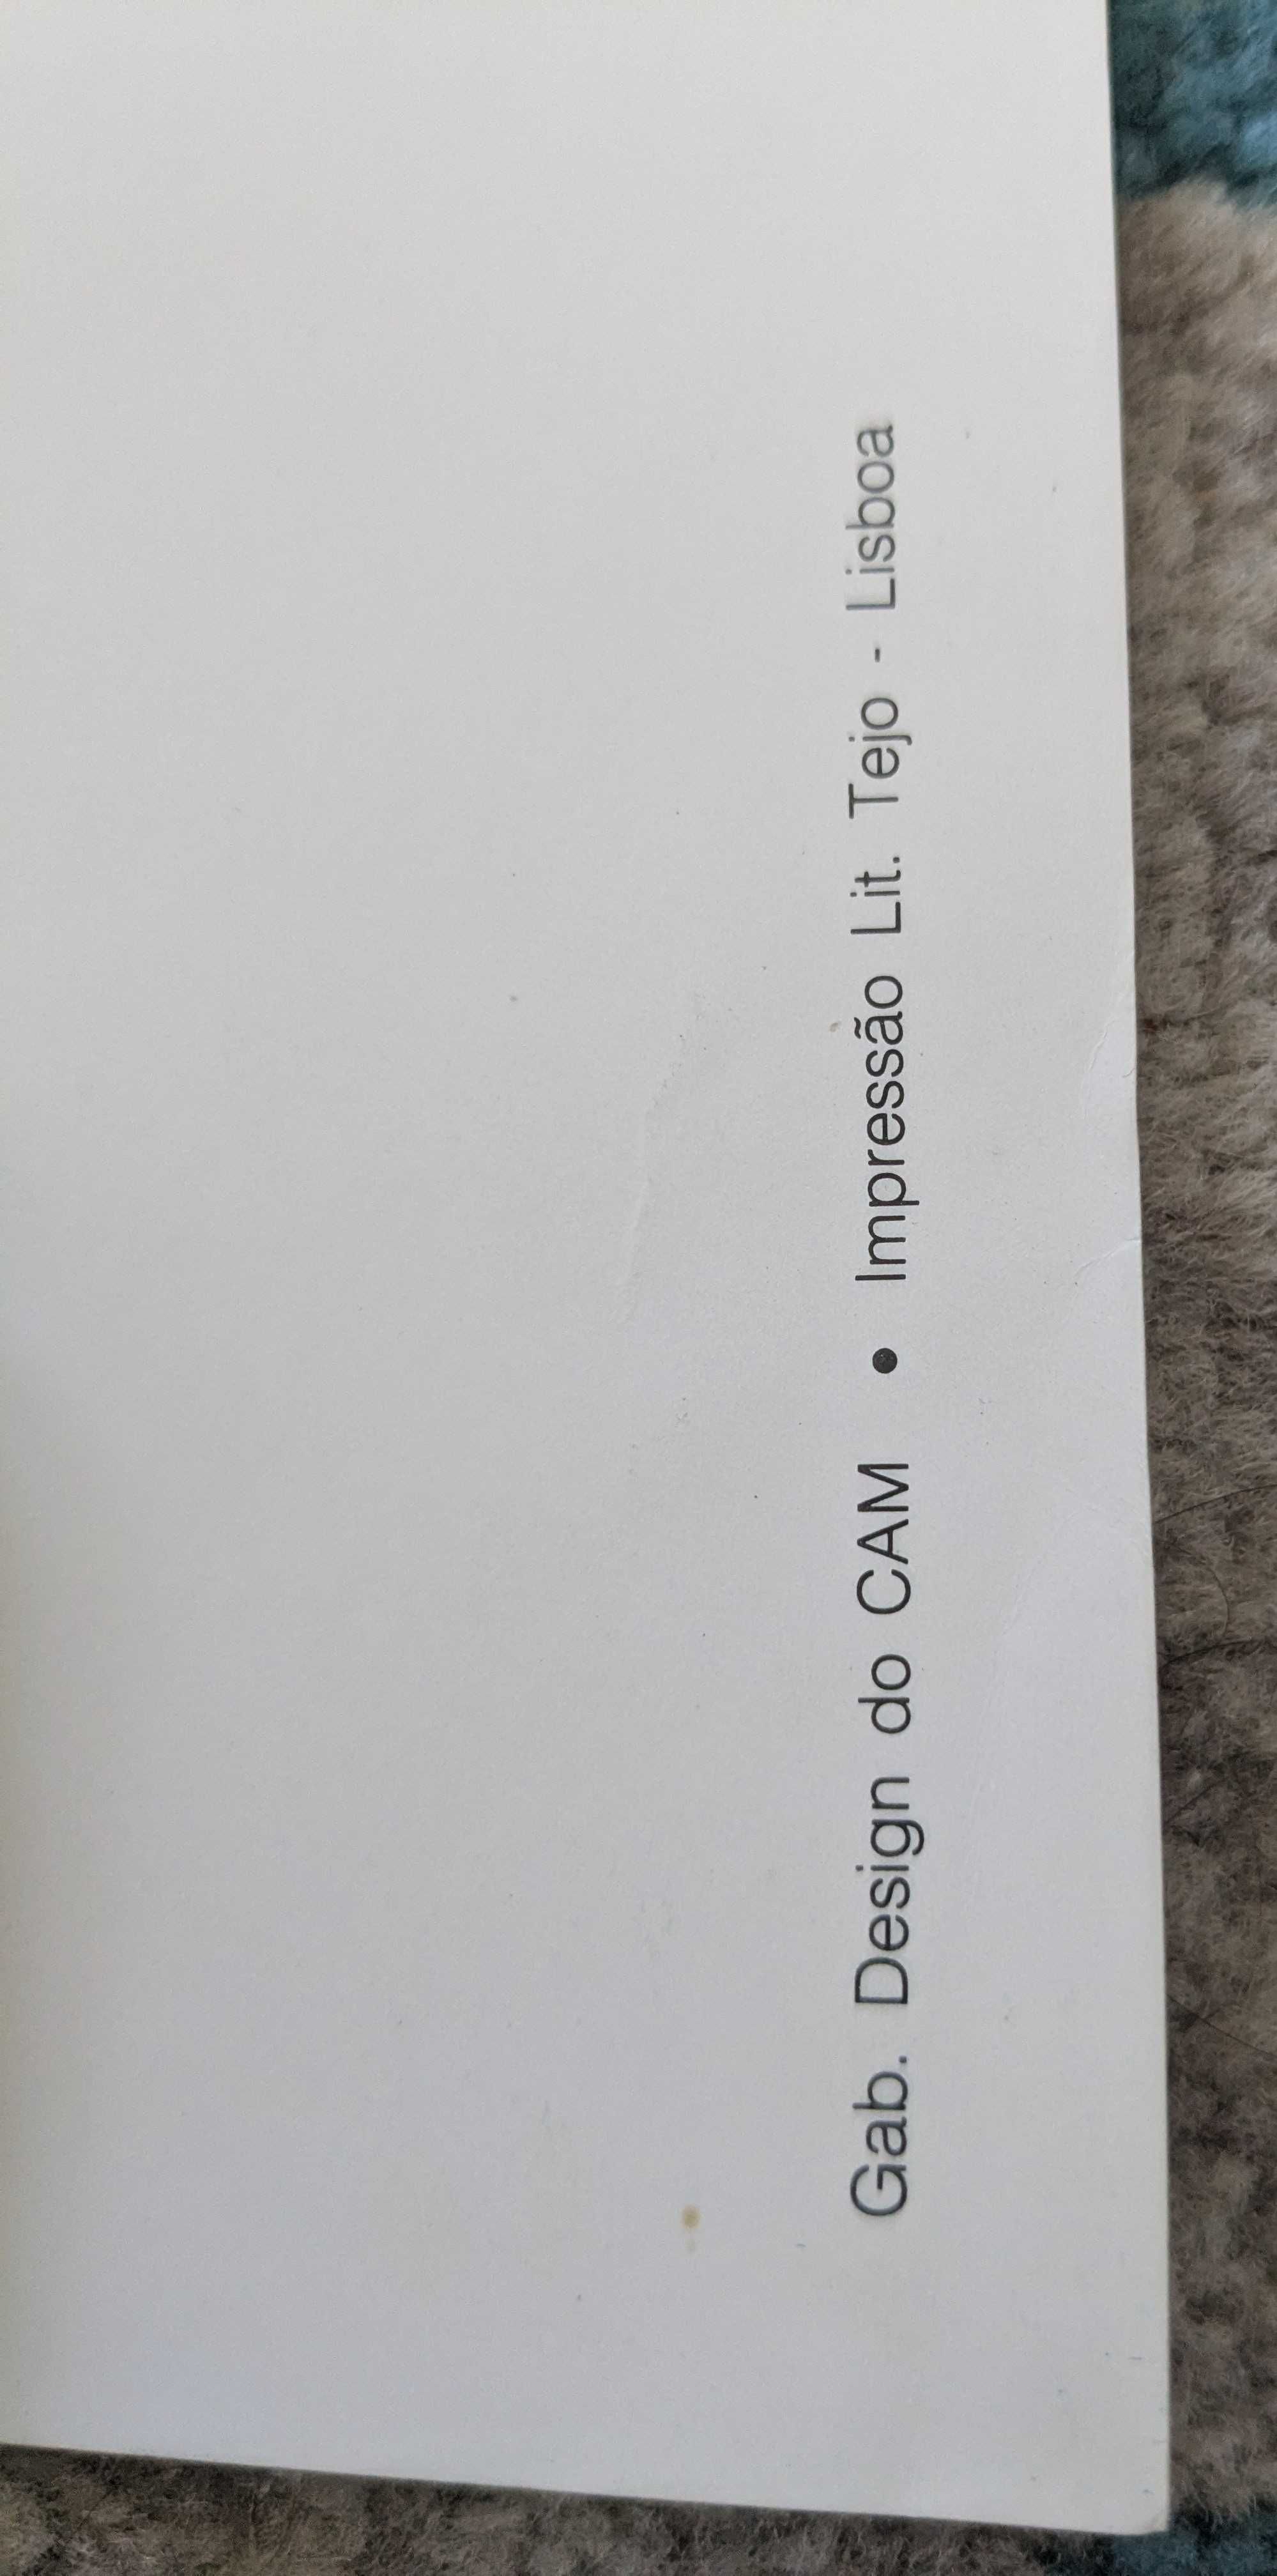 Gab. Design do CAM • Impressão Lit. Tejo - Lisboa